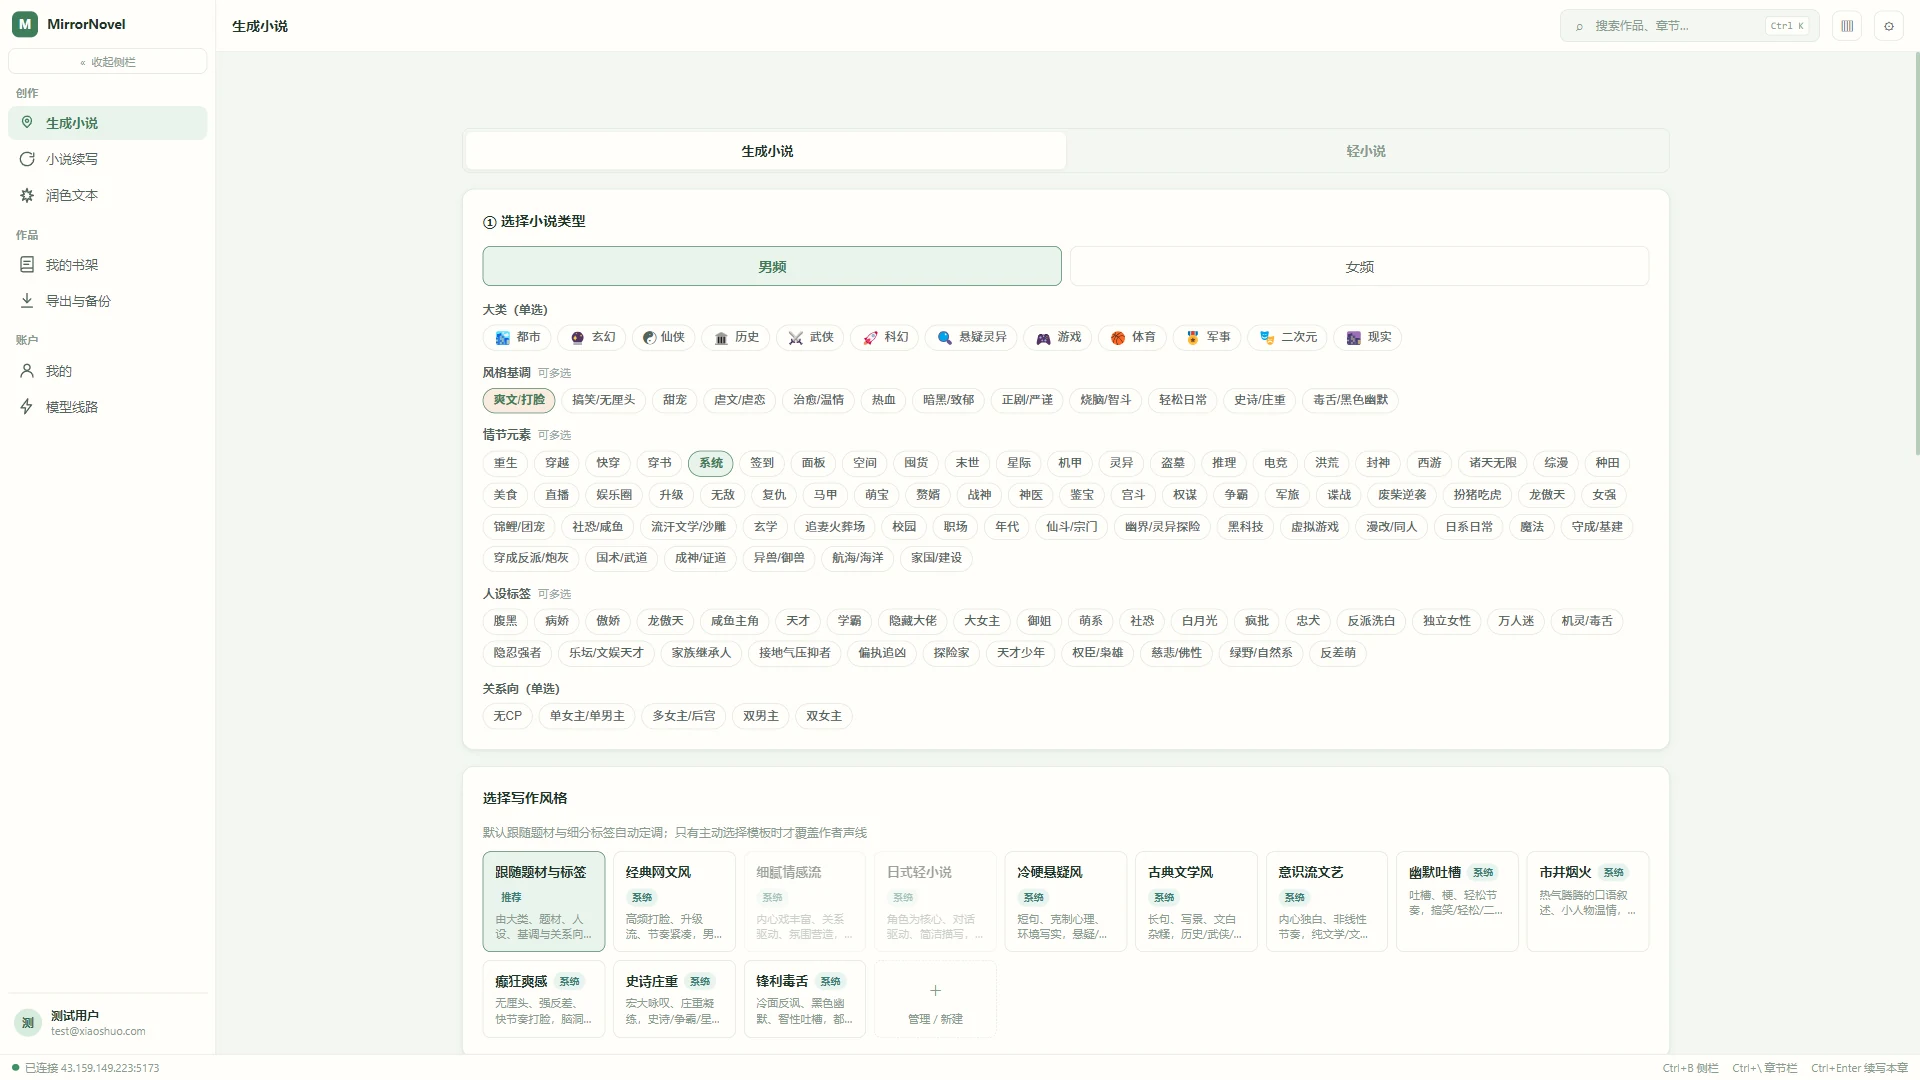 M MirrorNovel
« 收起侧栏
创作
生成小说
小说续写
润色文本
作品
我的书架
导出与备份
账户
我的
模型线路
测 测试用户
test@xiaoshuo.com
生成小说
搜索作品、章节... Ctrl K
生成小说 轻小说
① 选择小说类型
男频 女频
大类（单选）
都市 玄幻 仙侠 历史 武侠 科幻 悬疑灵异 游戏 体育 军事 二次元 现实
风格基调 可多选
爽文/打脸 搞笑/无厘头 甜宠 虐文/虐恋 治愈/温情 热血 暗黑/致郁 正剧/严谨 烧脑/智斗 轻松日常 史诗/庄重 毒舌/黑色幽默
情节元素 可多选
重生 穿越 快穿 穿书 系统 签到 面板 空间 囤货 末世 星际 机甲 灵异 盗墓 推理 电竞 洪荒 封神 西游 诸天无限 综漫 种田
美食 直播 娱乐圈 升级 无敌 复仇 马甲 萌宝 赘婿 战神 神医 鉴宝 宫斗 权谋 争霸 军旅 谍战 废柴逆袭 扮猪吃虎 龙傲天 女强
锦鲤/团宠 社恐/咸鱼 流汗文学/沙雕 玄学 追妻火葬场 校园 职场 年代 仙斗/宗门 幽界/灵异探险 黑科技 虚拟游戏 漫改/同人 日系日常 魔法 守成/基建
穿成反派/炮灰 国术/武道 成神/证道 异兽/御兽 航海/海洋 家国/建设
人设标签 可多选
腹黑 病娇 傲娇 龙傲天 咸鱼主角 天才 学霸 隐藏大佬 大女主 御姐 萌系 社恐 白月光 疯批 忠犬 反派洗白 独立女性 万人迷 机灵/毒舌
隐忍强者 乐坛/文娱天才 家族继承人 接地气压抑者 偏执追凶 探险家 天才少年 权臣/枭雄 慈悲/佛性 绿野/自然系 反差萌
关系向（单选）
无CP 单女主/单男主 多女主/后宫 双男主 双女主
选择写作风格
默认跟随题材与细分标签自动定调；只有主动选择模板时才覆盖作者声线
跟随题材与标签
推荐
由大类、题材、人
设、基调与关系向...
经典网文风
系统
高频打脸、升级
流、节奏紧凑，男...
细腻情感流
系统
内心戏丰富、关系
驱动、氛围营造，...
日式轻小说
系统
角色为核心、对话
驱动、简洁描写，...
冷硬悬疑风
系统
短句、克制心理、
环境写实，悬疑/...
古典文学风
系统
长句、写景、文白
杂糅，历史/武侠/...
意识流文艺
系统
内心独白、非线性
节奏，纯文学/文...
幽默吐槽 系统
吐槽、梗、轻松节
奏，搞笑/轻松/二...
市井烟火 系统
热气腾腾的口语叙
述、小人物温情，...
癫狂爽感 系统
无厘头、强反差、
快节奏打脸，脑洞...
史诗庄重 系统
宏大咏叹、庄重凝
练，史诗/争霸/星...
锋利毒舌 系统
冷面反讽、黑色幽
默、智性吐槽，都...
+
管理 / 新建
已连接 43.159.149.223:5173
Ctrl+B 侧栏 Ctrl+\ 章节栏 Ctrl+Enter 续写本章